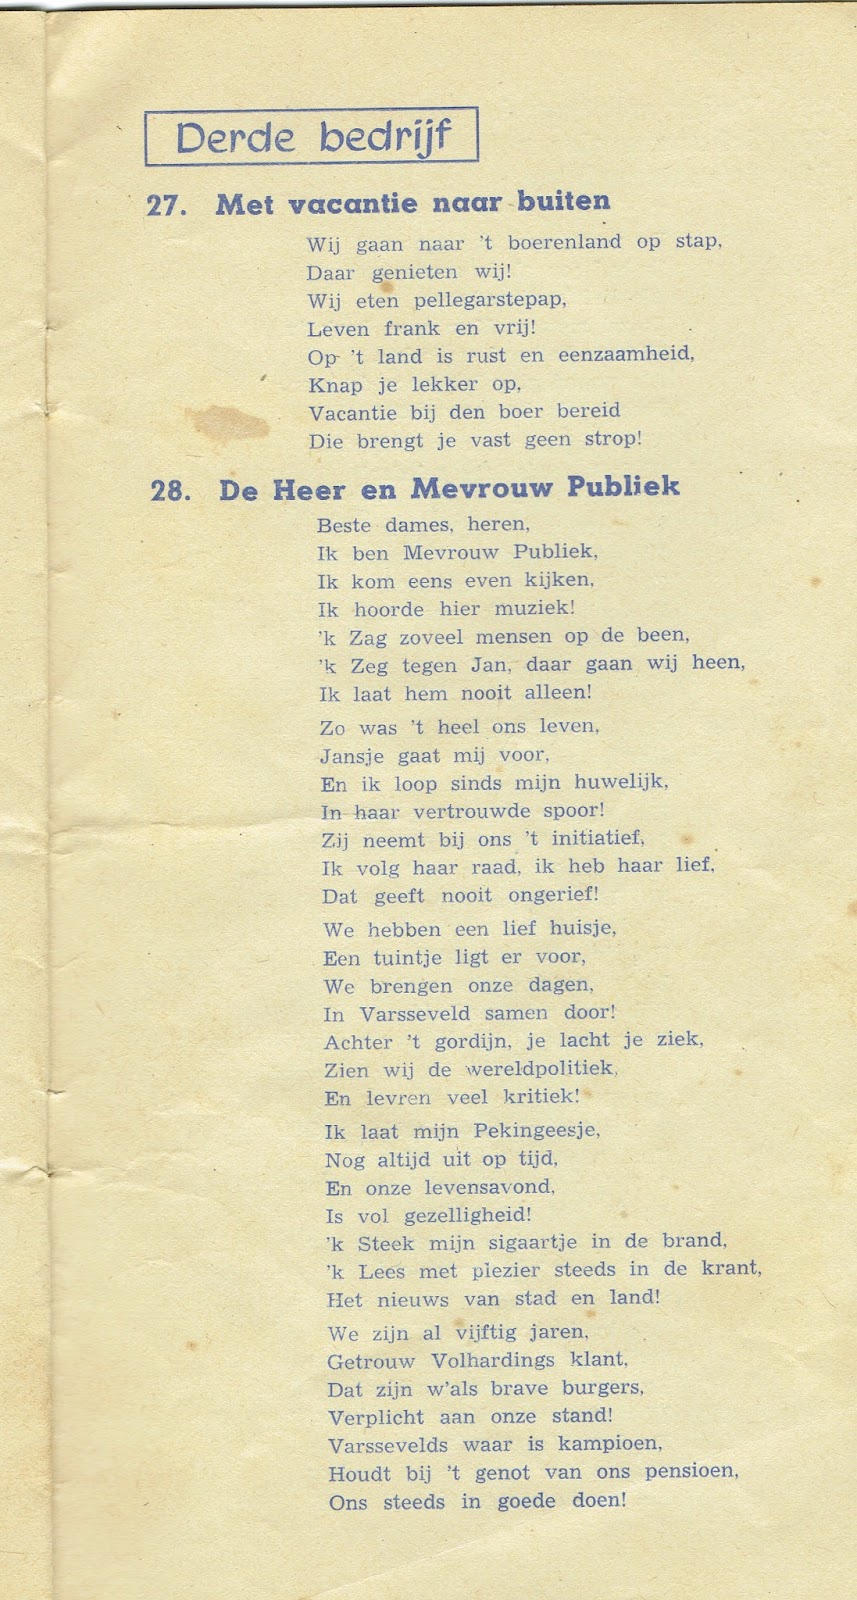 Derde bedrijf
27. Met vacantie naar buiten
Wij gaan naar 't boerenland op stap,
Daar genieten wij!
Wij eten pellegarstepap,
Leven frank en vrij!
Op 't land is rust en eenzaamheid,
Knap je lekker op,
Vacantie bij den boer bereid
Die brengt je vast geen strop!
28. De Heer en Mevrouw Publiek
Beste dames, heren,
Ik ben Mevrouw Publiek,
Ik kom eens even kijken,
Ik hoorde hier muziek!
'k Zag zoveel mensen op de been,
'k Zeg tegen Jan, daar gaan wij heen,
Ik laat hem nooit alleen!
Zo was 't heel ons leven,
Jansje gaat mij voor,
En ik loop sinds mijn huwelijk,
In haar vertrouwde spoor!
Zij neemt bij ons 't initiatief,
Ik volg haar raad, ik heb haar lief,
Dat geeft nooit ongerief!
We hebben een lief huisje,
Een tuintje ligt er voor,
We brengen onze dagen,
In Varsseveld samen door!
Achter 't gordijn, je lacht je ziek,
Zien wij de wereldpolitiek,
En levren veel kritiek!
Ik laat mijn Pekingeesje,
Nog altijd uit op tijd,
En onze levensavond,
Is vol gezelligheid!
'k Steek mijn sigaartje in de brand,
'k Lees met plezier steeds in de krant,
Het nieuws van stad en land!
We zijn al vijftig jaren,
Getrouw Volhardings klant,
Dat zijn w'als brave burgers,
Verplicht aan onze stand!
Varssevelds waar is kampioen,
Houdt bij 't genot van ons pensioen,
Ons steeds in goede doen!